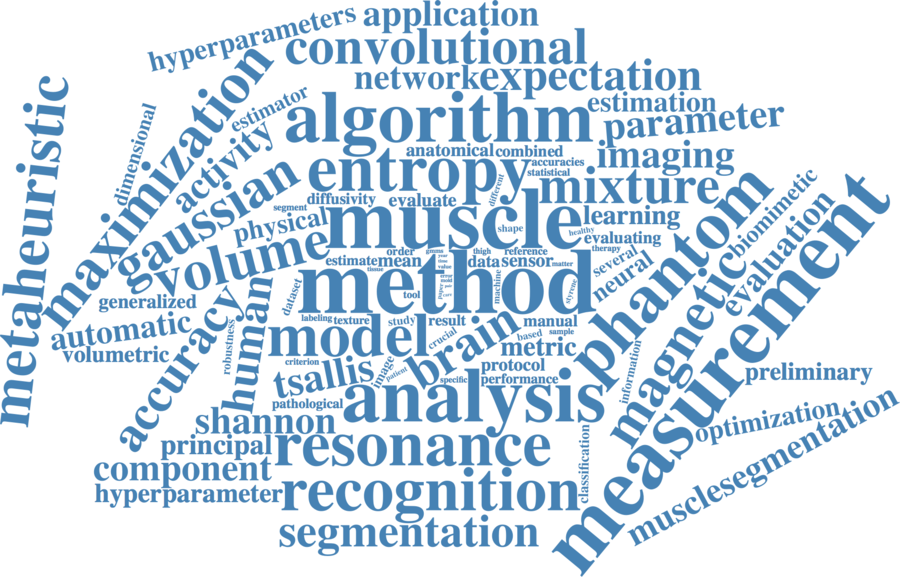 hyperparameters
application
convolutional
metaheuristic
maximization
network
expectation
dimensional
estimator
algorithm
estimation
parameter
activity
anatomical
combined
accuracies
statistical
imaging
gaussian
entropy
mixture
different
diffusivity
evaluate
segment
muscle
shape
healthy
learning
physical
evaluating
therapy
phantom
biomimetic
measurement
volume
order
thigh
reference
estimate
mean
tissue
data
sensor
matter
several
neural
magnetic
evaluation
generalized
dataset
method
tool
machine
styrene
automatic
human
labeling
texture
study
result
manual
volumetric
accuracy
robustness
model
crucial
brain
based
sample
metric
criterion
tsallis
image
patient
protocol
specific
performance
information
preliminary
pathological
analysis
shannon
optimization
principal
resonance
classification
component
musclesegmentation
hyperparameter
recognition
segmentation